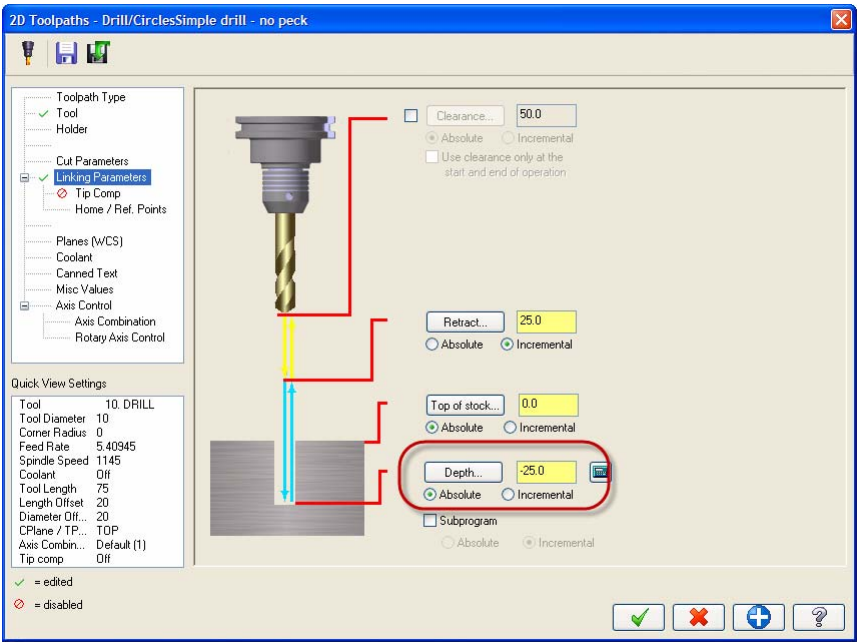 2D Toolpaths - Drill/CirclesSimple drill - no peck
Toolpath Type
Tool
Holder
Cut Parameters
Linking Parameters
Tip Comp
Home / Ref. Points
Planes (WCS)
Coolant
Canned Text
Misc Values
Axis Control
Axis Combination
Rotary Axis Control
Quick View Settings
Tool 10. DRILL
Tool Diameter 10
Corner Radius 0
Feed Rate 5.40945
Spindle Speed 1145
Coolant Off
Tool Length 75
Length Offset 20
Diameter Off... 20
CPlane / TP... TOP
Axis Combin... Default (1)
Tip comp Off
= edited
= disabled
Clearance... 50.0
Absolute Incremental
Use clearance only at the
start and end of operation
Retract... 25.0
Absolute Incremental
Top of stock... 0.0
Absolute Incremental
Depth... -25.0
Absolute Incremental
Subprogram
Absolute Incremental